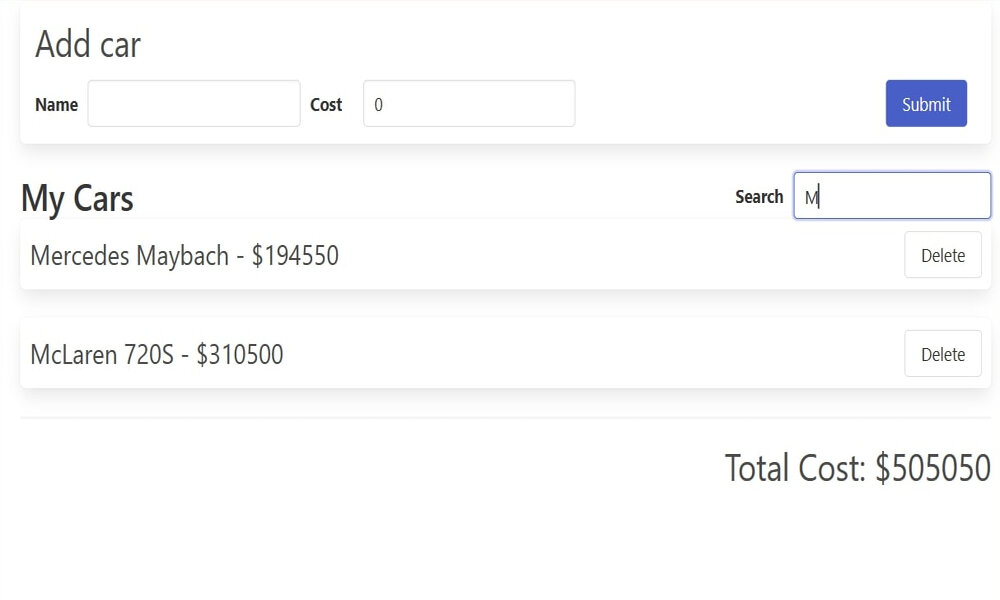 Add car
Name Cost 0 Submit
My Cars Search M
Mercedes Maybach - $194550 Delete
McLaren 720S - $310500 Delete
Total Cost: $505050